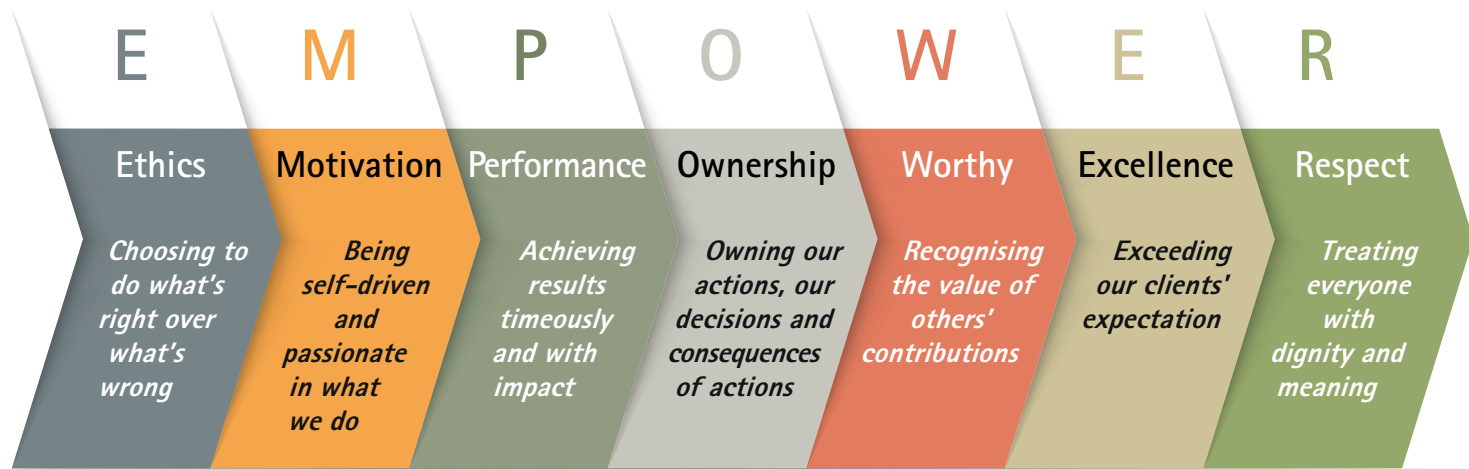 E
M
P
O
W
E
R
Ethics
Choosing to
do what's
right over
what's
wrong
Motivation
Being
self-driven
and
passionate
in what
we do
Performance
Achieving
results
timeously
and with
impact
Ownership
Owning our
actions, our
decisions and
consequences
of actions
Worthy
Recognising
the value of
others'
contributions
Excellence
Exceeding
our clients'
expectation
Respect
Treating
everyone
with
dignity and
meaning